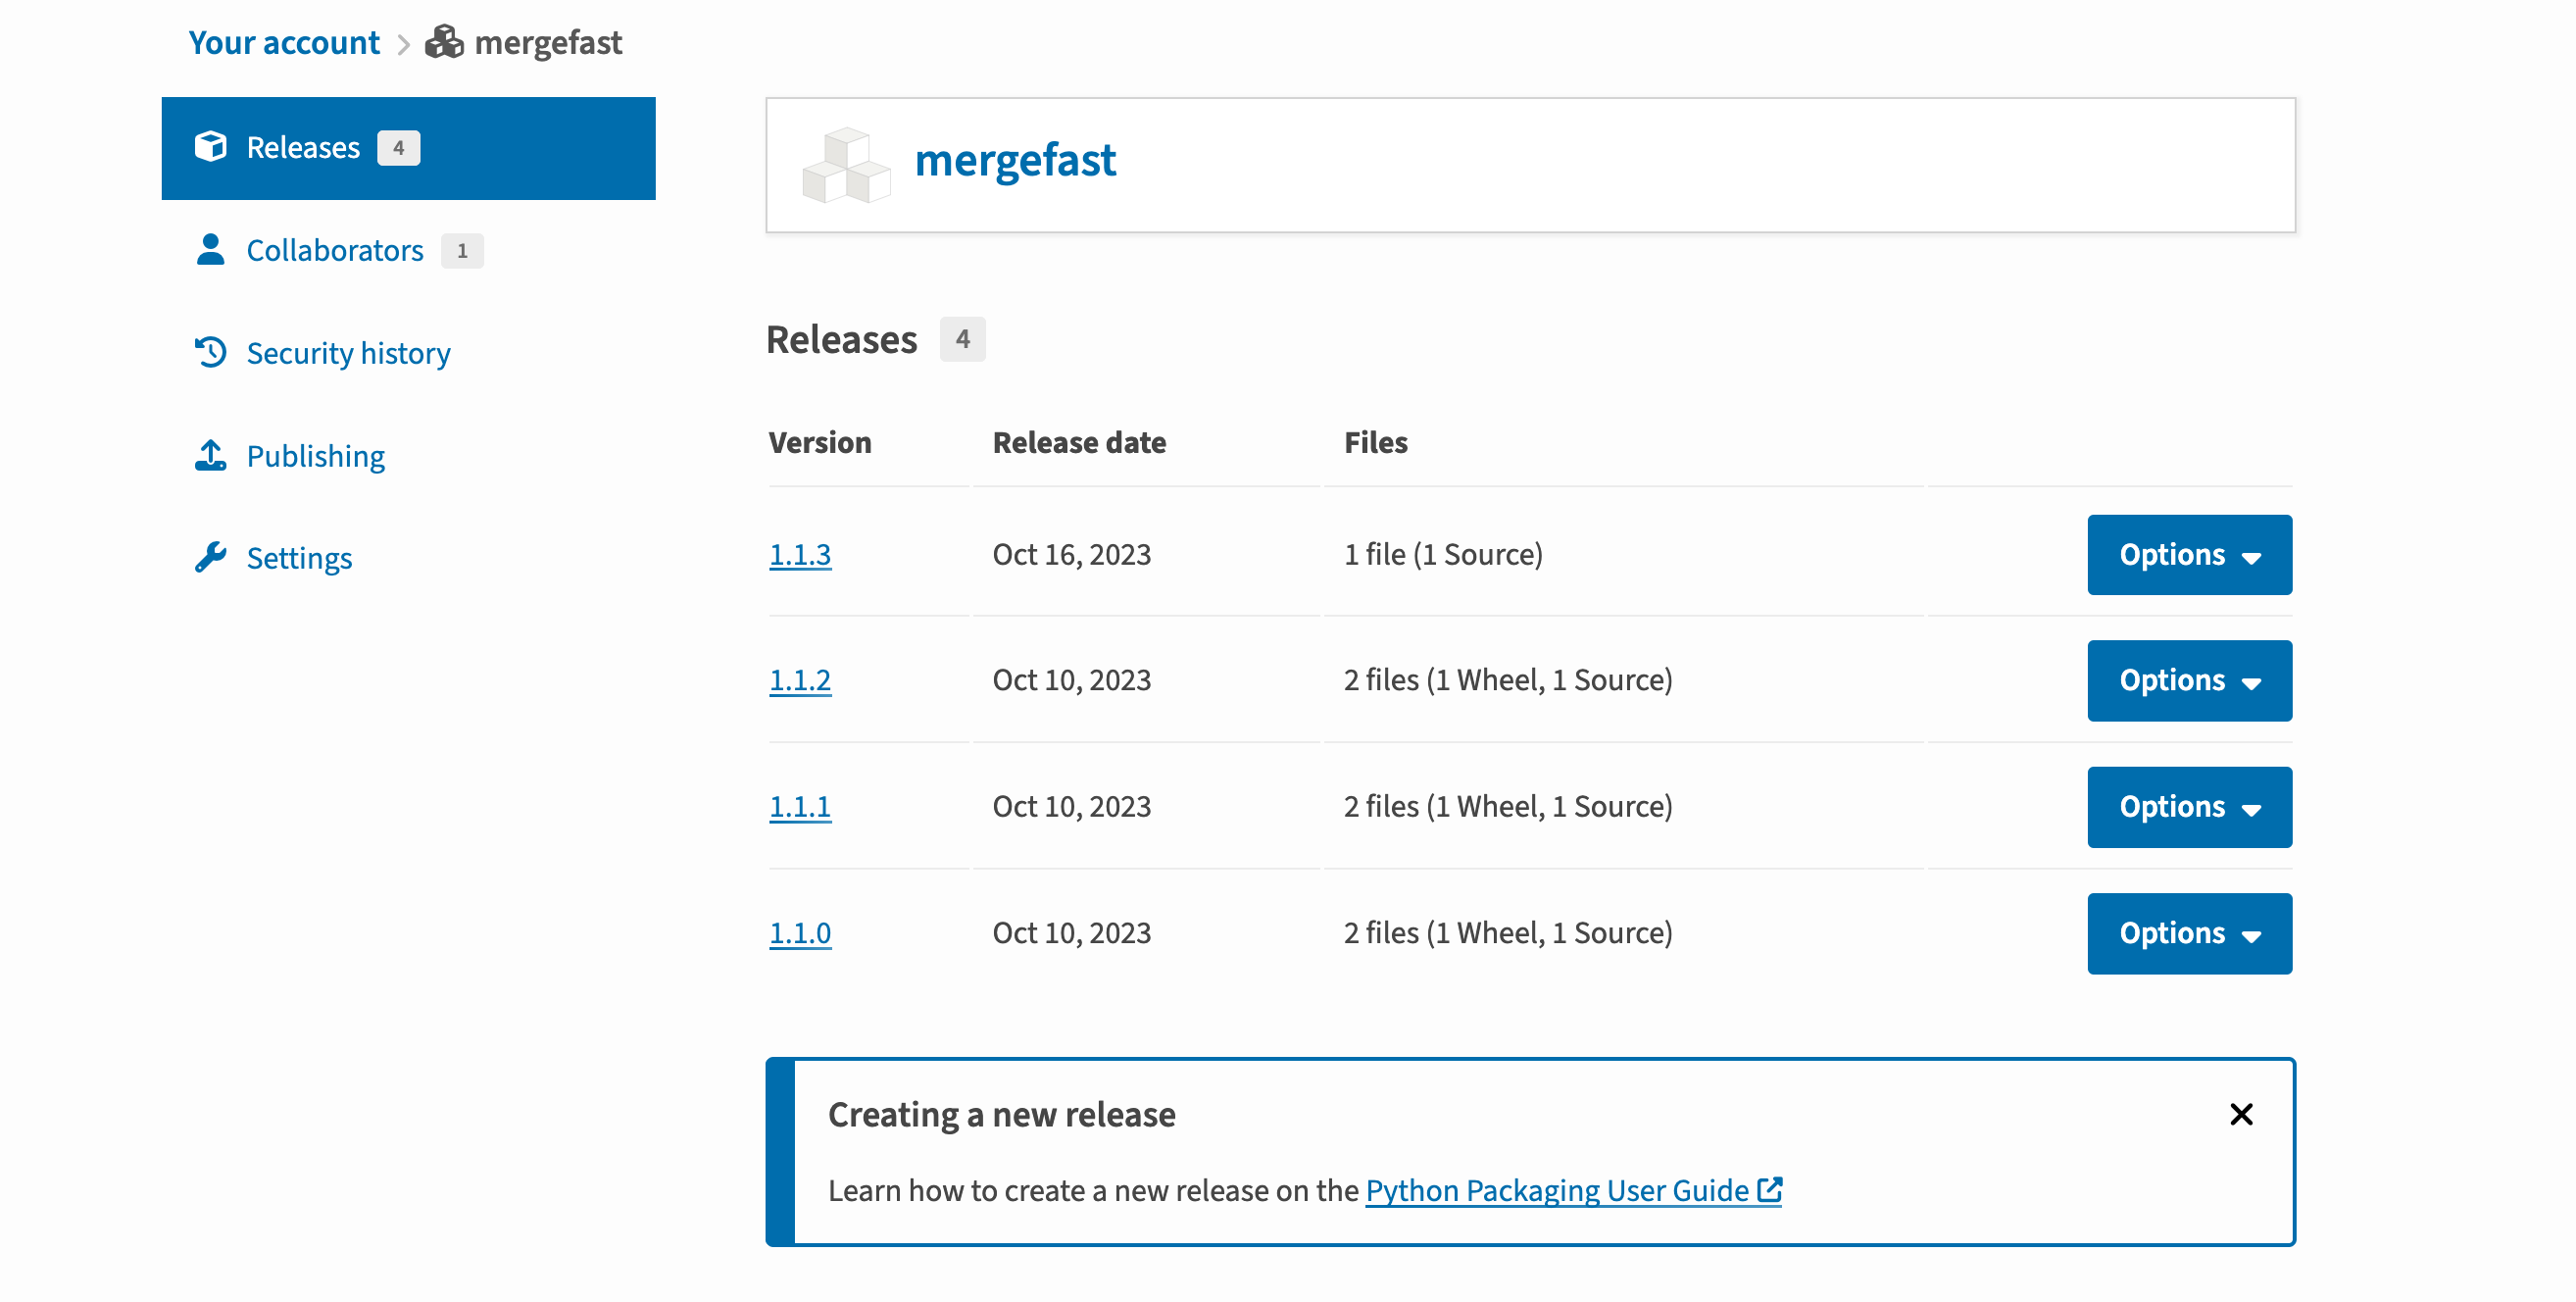 Your account > mergefast
Releases 4
Collaborators 1
Security history
Publishing
Settings
mergefast
Releases 4
Version Release date Files
1.1.3 Oct 16, 2023 1 file (1 Source) Options
1.1.2 Oct 10, 2023 2 files (1 Wheel, 1 Source) Options
1.1.1 Oct 10, 2023 2 files (1 Wheel, 1 Source) Options
1.1.0 Oct 10, 2023 2 files (1 Wheel, 1 Source) Options
Creating a new release
Learn how to create a new release on the Python Packaging User Guide